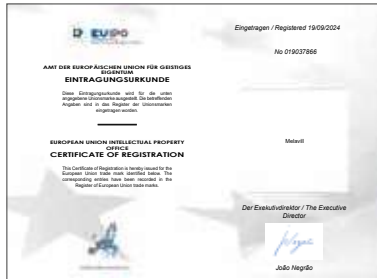 EUIPO
AMT DER EUROPÄISCHEN UNION FÜR GEISTIGES
EIGENTUM
EINTRAGUNGSURKUNDE
Diese Eintragungsurkunde wird für die unten
angegebene Unionsmarke ausgestellt. Die betreffenden
Angaben sind in das Register der Unionsmarken
eingetragen worden.
EUROPEAN UNION INTELLECTUAL PROPERTY
OFFICE
CERTIFICATE OF REGISTRATION
This Certificate of Registration is hereby issued for the
European Union trade mark identified below. The
corresponding entries have been recorded in the
Register of European Union trade marks.
Eingetragen / Registered 19/09/2024
No 019037866
Melavill
Der Exekutivdirektor / The Executive
Director
João Negrão